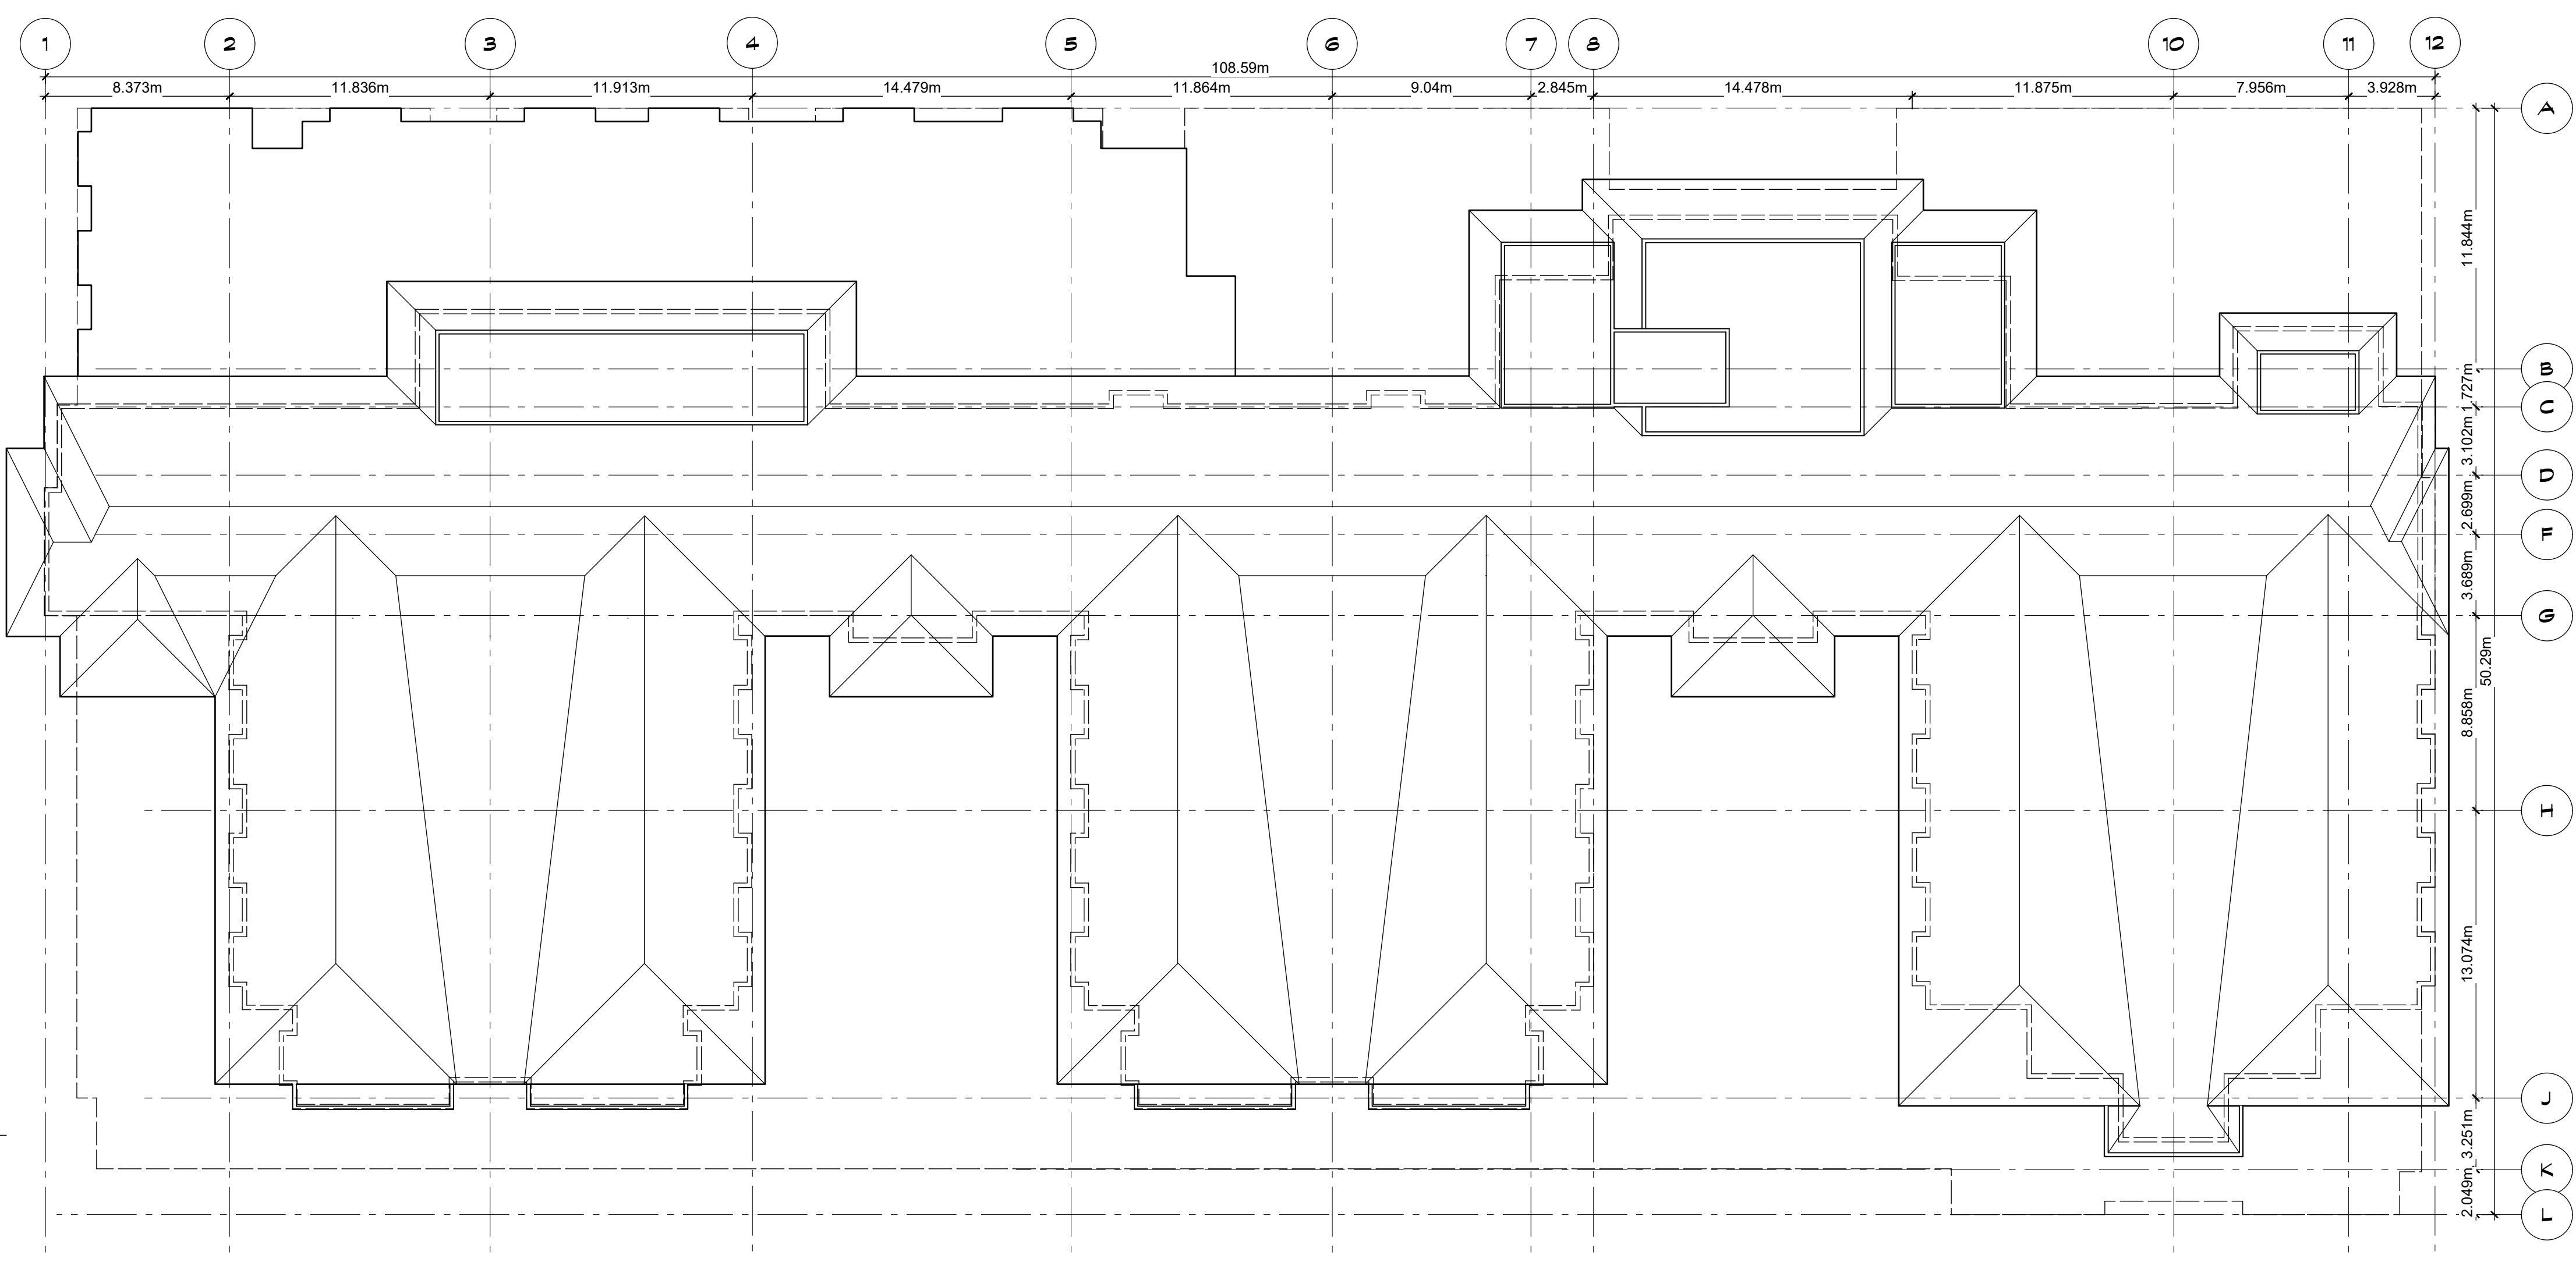 1 2 3 4 5 6 7 8 10 11 12
108.59m
8.373m 11.836m 11.913m 14.479m 11.864m 9.04m 2.845m 14.478m 11.875m 7.956m 3.928m
A
11.844m
B
1.727m
C
3.102m
D
2.699m
F
3.689m
G
50.29m
8.858m
I
13.074m
J
3.251m
K
2.049m
L